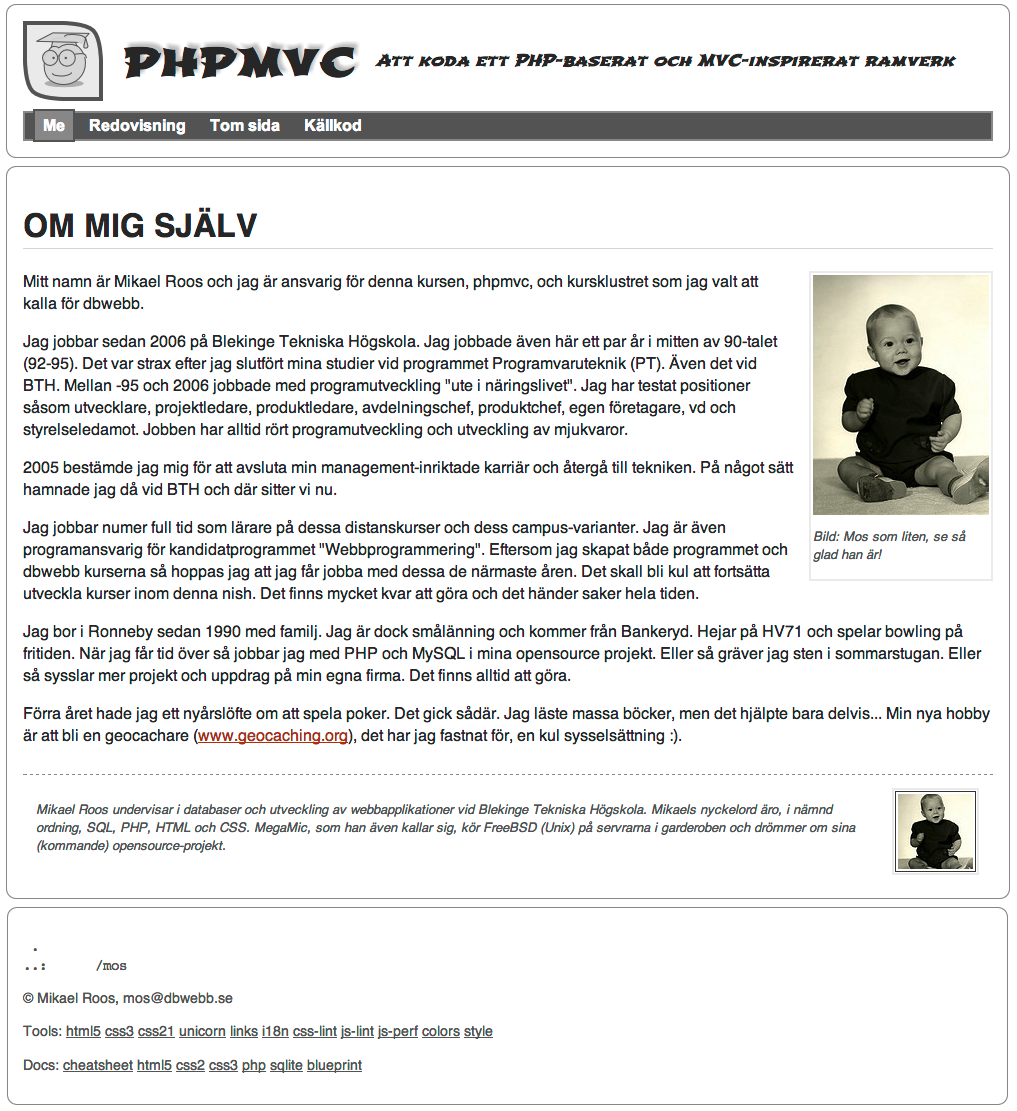 PHPMVC Att koda ett PHP-baserat och MVC-inspirerat ramverk
Me Redovisning Tom sida Källkod
OM MIG SJÄLV
Mitt namn är Mikael Roos och jag är ansvarig för denna kursen, phpmvc, och kursklustret som jag valt att
kalla för dbwebb.
Jag jobbar sedan 2006 på Blekinge Tekniska Högskola. Jag jobbade även här ett par år i mitten av 90-talet
(92-95). Det var strax efter jag slutfört mina studier vid programmet Programvaruteknik (PT). Även det vid
BTH. Mellan -95 och 2006 jobbade med programutveckling "ute i näringslivet". Jag har testat positioner
såsom utvecklare, projektledare, produktledare, avdelningschef, produktchef, egen företagare, vd och
styrelseledamot. Jobben har alltid rört programutveckling och utveckling av mjukvaror.
2005 bestämde jag mig för att avsluta min management-inriktade karriär och återgå till tekniken. På något sätt
hamnade jag då vid BTH och där sitter vi nu.
Jag jobbar numer full tid som lärare på dessa distanskurser och dess campus-varianter. Jag är även
programansvarig för kandidatprogrammet "Webbprogrammering". Eftersom jag skapat både programmet och
dbwebb kurserna så hoppas jag att jag får jobba med dessa de närmaste åren. Det skall bli kul att fortsätta
utveckla kurser inom denna nish. Det finns mycket kvar att göra och det händer saker hela tiden.
Bild: Mos som liten, se så
glad han är!
Jag bor i Ronneby sedan 1990 med familj. Jag är dock smålänning och kommer från Bankeryd. Hejar på HV71 och spelar bowling på
fritiden. När jag får tid över så jobbar jag med PHP och MySQL i mina opensource projekt. Eller så gräver jag sten i sommarstugan. Eller
så sysslar mer projekt och uppdrag på min egna firma. Det finns alltid att göra.
Förra året hade jag ett nyårslöfte om att spela poker. Det gick sådär. Jag läste massa böcker, men det hjälpte bara delvis... Min nya hobby
är att bli en geocachare (www.geocaching.org), det har jag fastnat för, en kul sysselsättning :).
Mikael Roos undervisar i databaser och utveckling av webbapplikationer vid Blekinge Tekniska Högskola. Mikaels nyckelord äro, i nämnd
ordning, SQL, PHP, HTML och CSS. MegaMic, som han även kallar sig, kör FreeBSD (Unix) på servrarna i garderoben och drömmer om sina
(kommande) opensource-projekt.
.
..: /mos
© Mikael Roos, mos@dbwebb.se
Tools: html5 css3 css21 unicorn links i18n css-lint js-lint js-perf colors style
Docs: cheatsheet html5 css2 css3 php sqlite blueprint